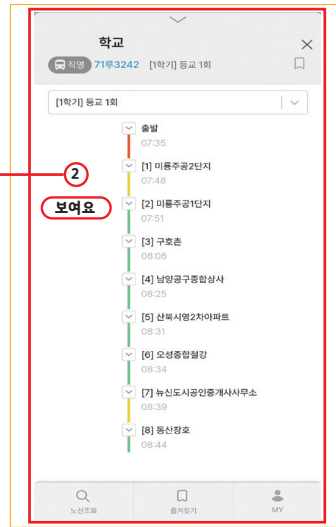 학교
직영 71루3242 [1학기] 등교 1회
[1학기] 등교 1회
출발
07:35
[1] 미룡주공2단지
07:48
2
보여요
[2] 미룡주공1단지
07:51
[3] 구호촌
08:06
[4] 남양공구종합상사
08:25
[5] 산북시영2차아파트
08:31
[6] 오성종합철강
08:34
[7] 뉴신도시공인중개사사무소
08:39
[8] 동산창호
08:44
노선조회 즐겨찾기 MY